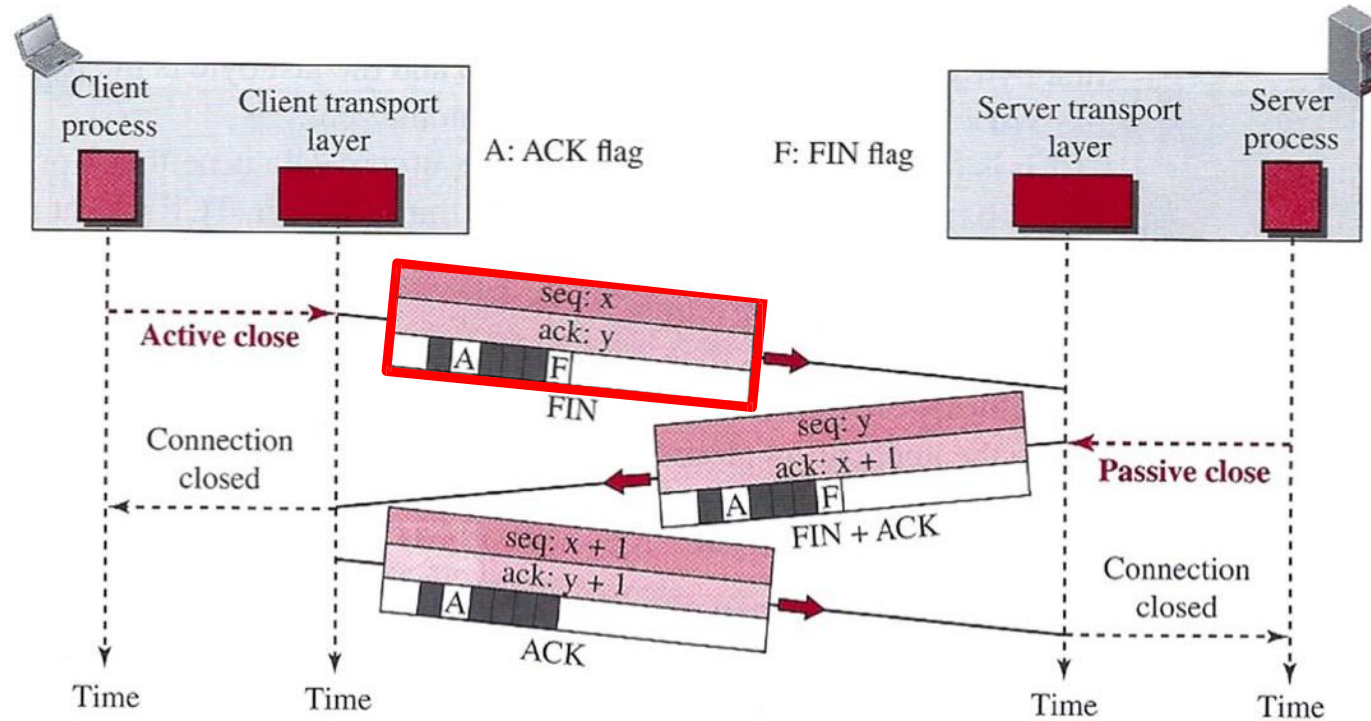 Client
process
Client transport
layer
A: ACK flag
F: FIN flag
Server transport
layer
Server
process
Active close
seq: x
ack: y
A
F
FIN
seq: y
ack: x + 1
A
F
FIN + ACK
Passive close
Connection
closed
seq: x + 1
ack: y + 1
A
ACK
Connection
closed
Time
Time
Time
Time